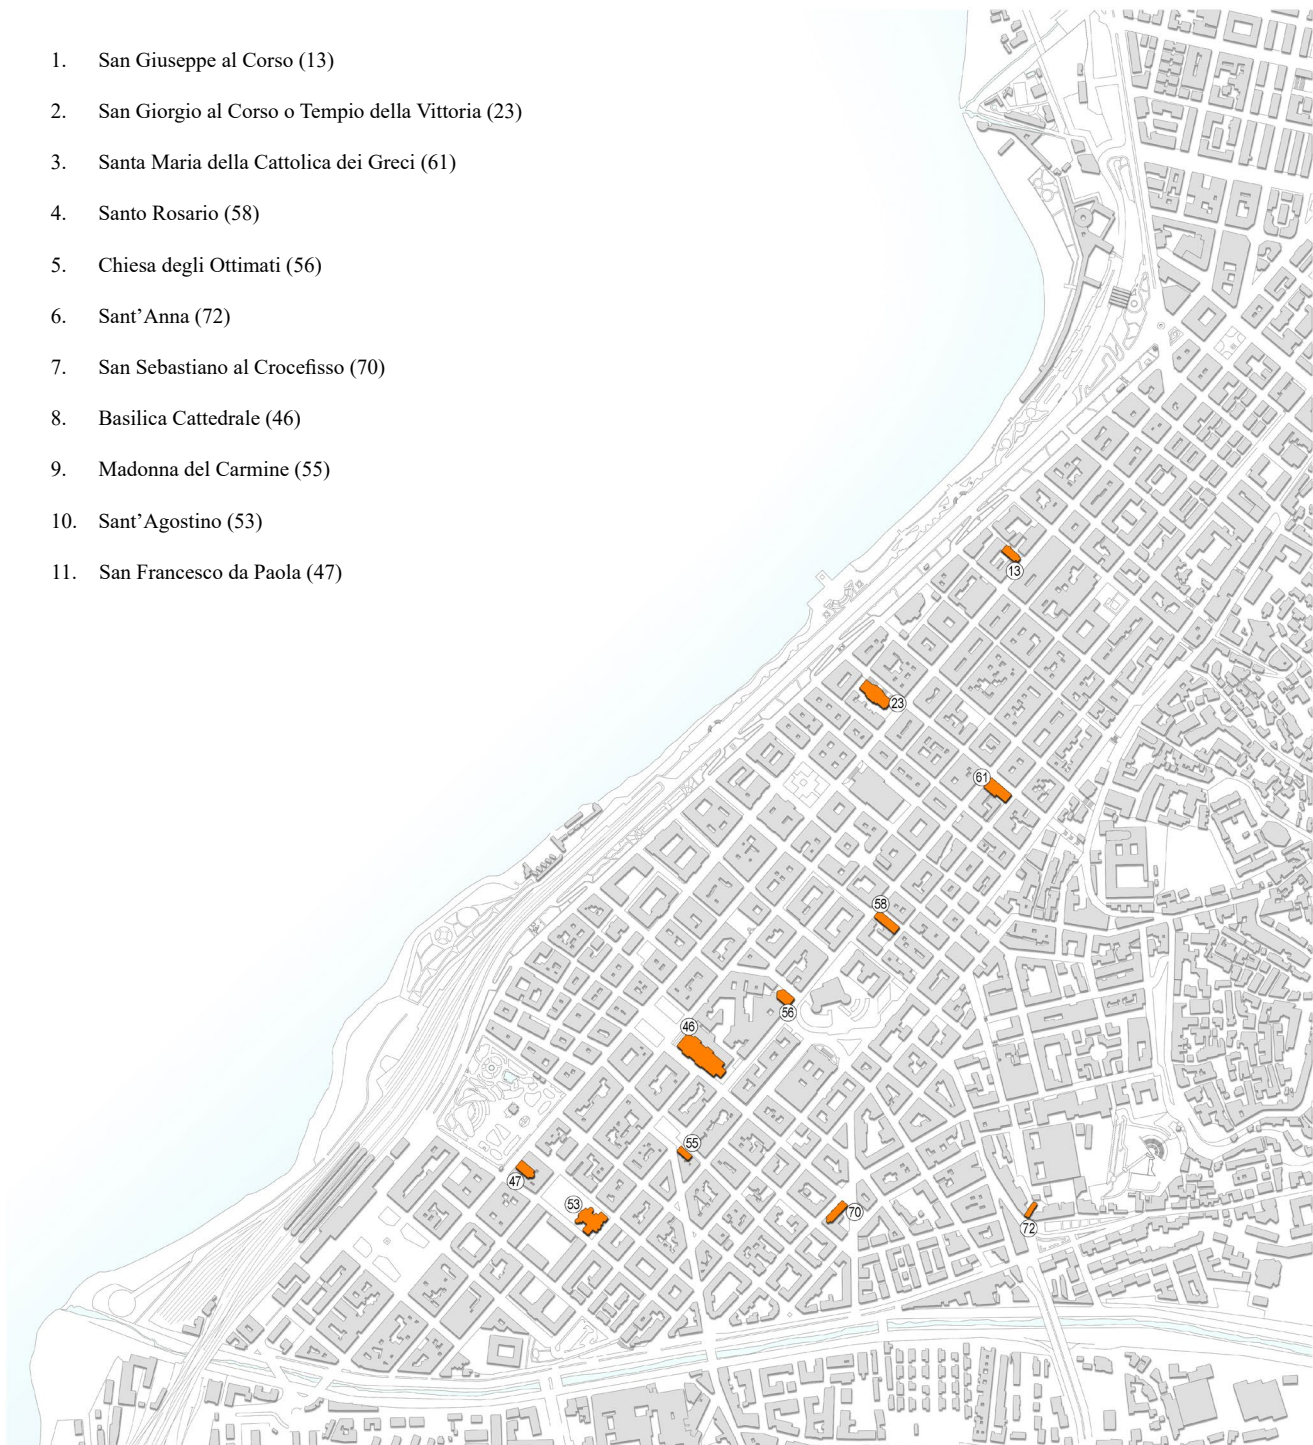 1. San Giuseppe al Corso (13)
2. San Giorgio al Corso o Tempio della Vittoria (23)
3. Santa Maria della Cattolica dei Greci (61)
4. Santo Rosario (58)
5. Chiesa degli Ottimati (56)
6. Sant’Anna (72)
7. San Sebastiano al Crocefisso (70)
8. Basilica Cattedrale (46)
9. Madonna del Carmine (55)
10. Sant’Agostino (53)
11. San Francesco da Paola (47)
13
23
61
58
56
46
55
47
53
70
72